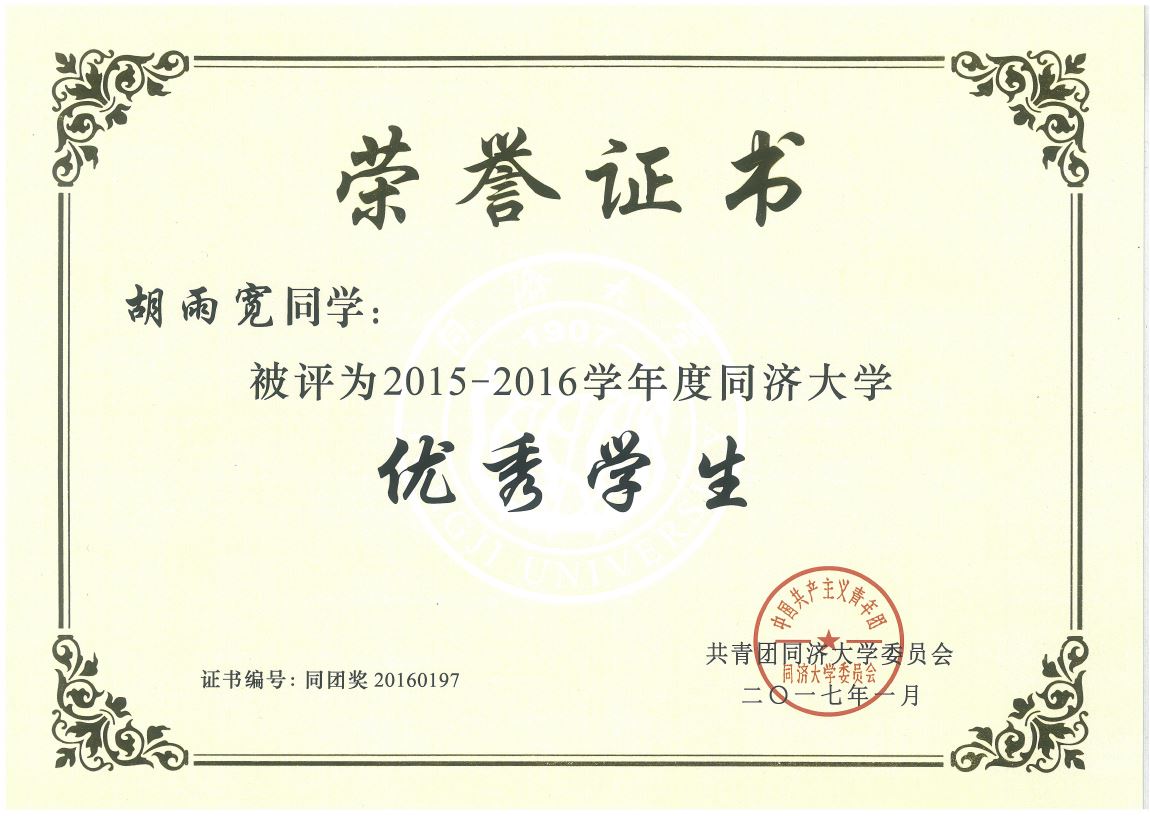 荣誉证书
胡雨宽同学：
被评为2015-2016学年度同济大学
优秀学生
同济大学
1907
TONGJI UNIVERSITY
中国共产主义青年团
同济大学委员会
共青团同济大学委员会
二〇一七年一月
证书编号：同团奖 20160197